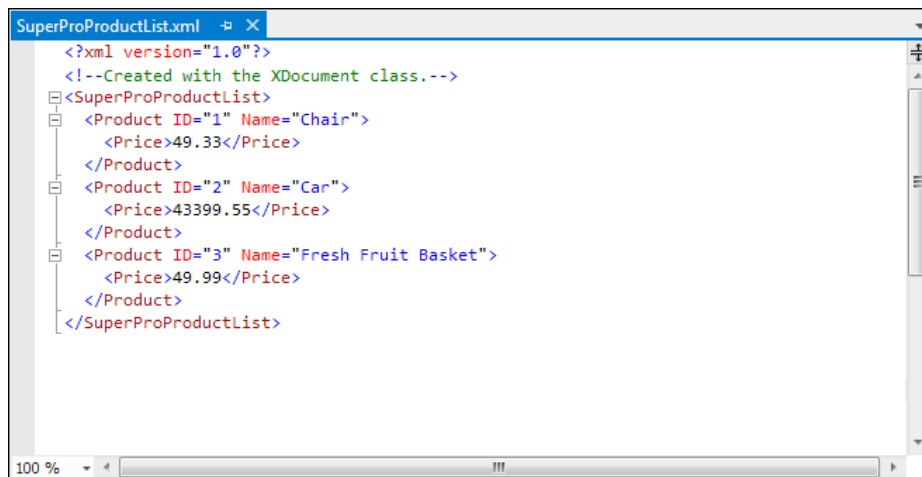 SuperProProductList.xml
<?xml version="1.0"?>
<!--Created with the XDocument class.-->
<SuperProProductList>
<Product ID="1" Name="Chair">
<Price>49.33</Price>
</Product>
<Product ID="2" Name="Car">
<Price>43399.55</Price>
</Product>
<Product ID="3" Name="Fresh Fruit Basket">
<Price>49.99</Price>
</Product>
</SuperProProductList>
100 %